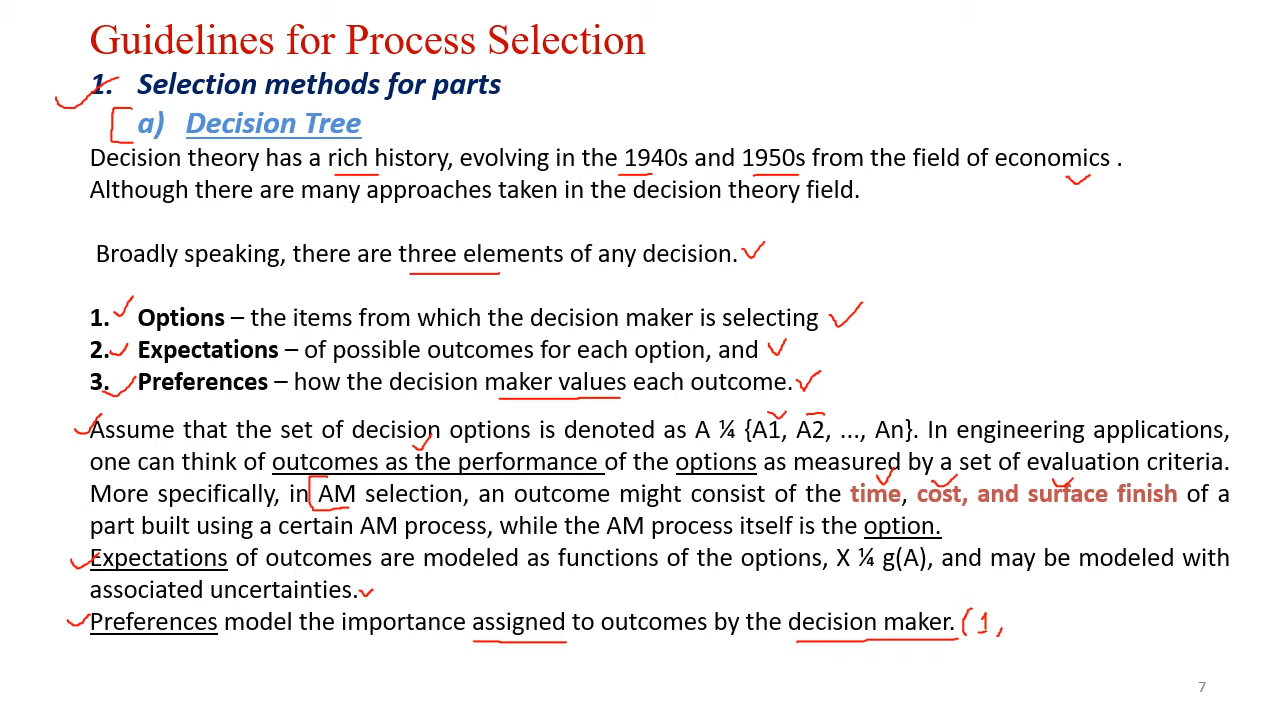 Guidelines for Process Selection
1. Selection methods for parts
a) Decision Tree
Decision theory has a rich history, evolving in the 1940s and 1950s from the field of economics .
Although there are many approaches taken in the decision theory field.
Broadly speaking, there are three elements of any decision.
1. Options – the items from which the decision maker is selecting
2. Expectations – of possible outcomes for each option, and
3. Preferences – how the decision maker values each outcome.
Assume that the set of decision options is denoted as A ¼ {A1, A2, ..., An}. In engineering applications,
one can think of outcomes as the performance of the options as measured by a set of evaluation criteria.
More specifically, in AM selection, an outcome might consist of the time, cost, and surface finish of a
part built using a certain AM process, while the AM process itself is the option.
Expectations of outcomes are modeled as functions of the options, X ¼ g(A), and may be modeled with
associated uncertainties.
Preferences model the importance assigned to outcomes by the decision maker. (1,
7